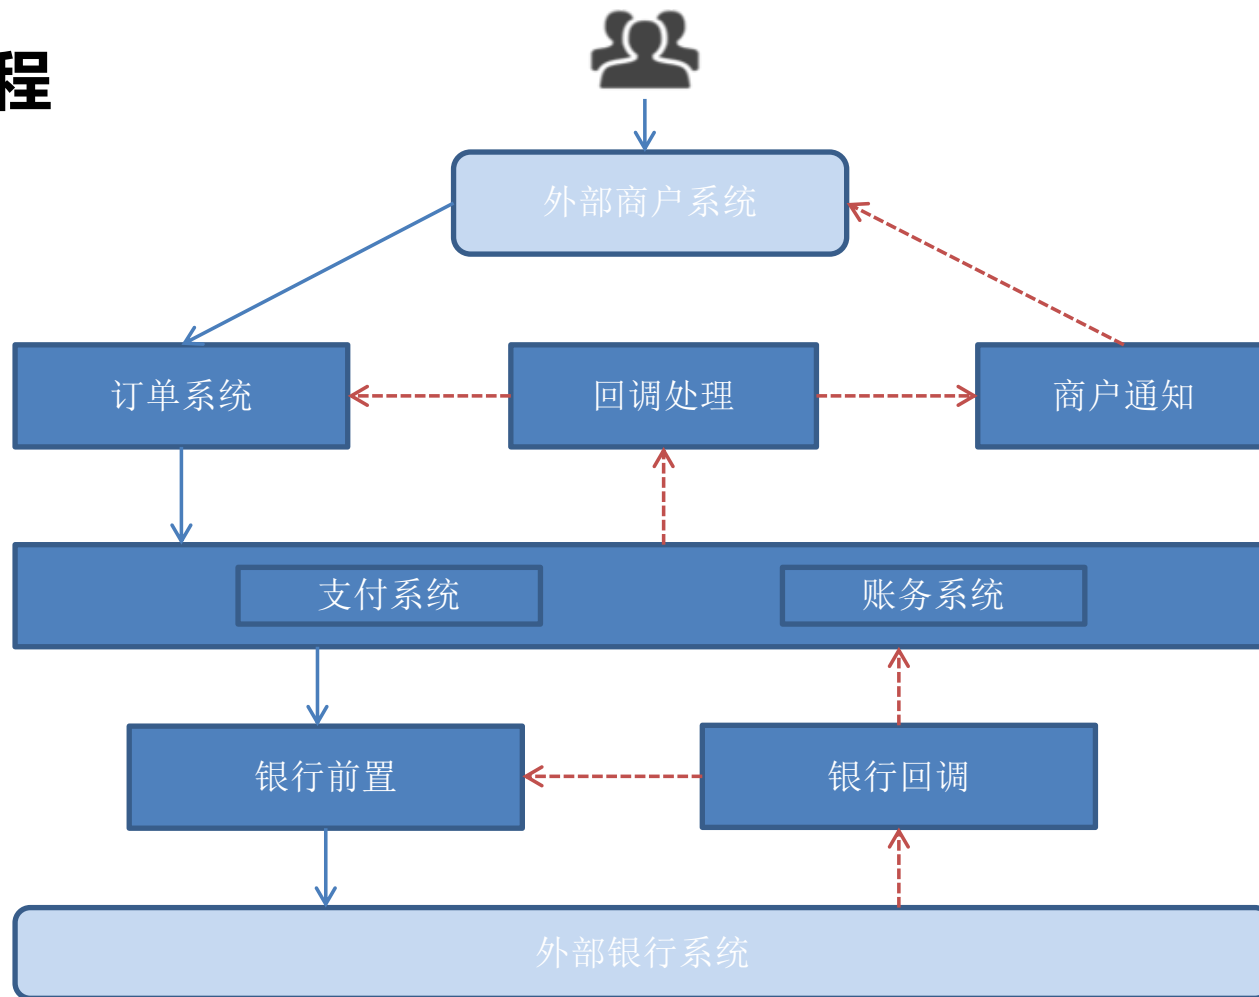 程
外部商户系统
订单系统
回调处理
商户通知
支付系统
账务系统
银行前置
银行回调
外部银行系统